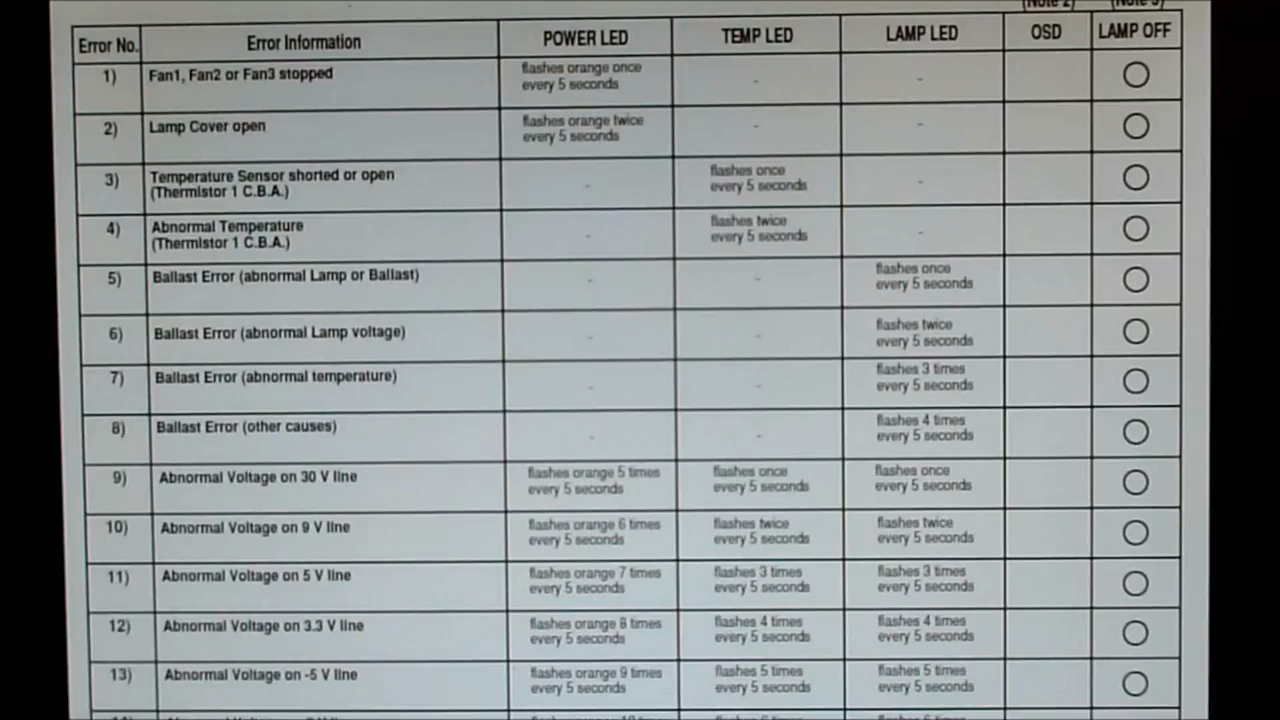 (Note 2) (Note 3)
Error No. Error Information POWER LED TEMP LED LAMP LED OSD LAMP OFF
1) Fan1, Fan2 or Fan3 stopped flashes orange once - -
every 5 seconds
2) Lamp Cover open flashes orange twice - -
every 5 seconds
3) Temperature Sensor shorted or open - flashes once -
(Thermistor 1 C.B.A.) every 5 seconds
4) Abnormal Temperature - flashes twice -
(Thermistor 1 C.B.A.) every 5 seconds
5) Ballast Error (abnormal Lamp or Ballast) - - flashes once
every 5 seconds
6) Ballast Error (abnormal Lamp voltage) - - flashes twice
every 5 seconds
7) Ballast Error (abnormal temperature) - - flashes 3 times
every 5 seconds
8) Ballast Error (other causes) - - flashes 4 times
every 5 seconds
9) Abnormal Voltage on 30 V line flashes orange 5 times flashes once flashes once
every 5 seconds every 5 seconds every 5 seconds
10) Abnormal Voltage on 9 V line flashes orange 6 times flashes twice flashes twice
every 5 seconds every 5 seconds every 5 seconds
11) Abnormal Voltage on 5 V line flashes orange 7 times flashes 3 times flashes 3 times
every 5 seconds every 5 seconds every 5 seconds
12) Abnormal Voltage on 3.3 V line flashes orange 8 times flashes 4 times flashes 4 times
every 5 seconds every 5 seconds every 5 seconds
13) Abnormal Voltage on -5 V line flashes orange 9 times flashes 5 times flashes 5 times
every 5 seconds every 5 seconds every 5 seconds